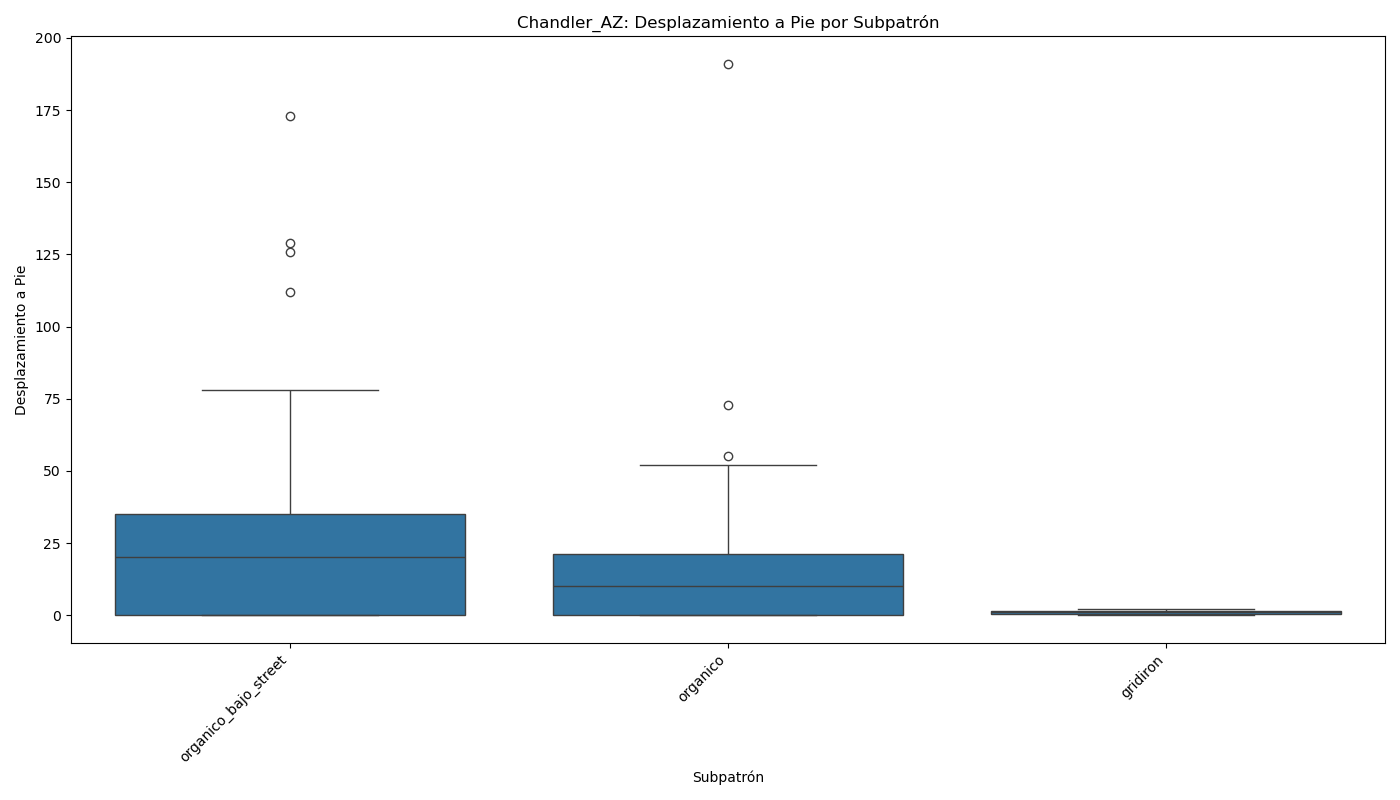 Chandler_AZ: Desplazamiento a Pie por Subpatrón
200
175
150
125
100
75
50
25
0
Desplazamiento a Pie
organico_bajo_street
organico
gridiron
Subpatrón